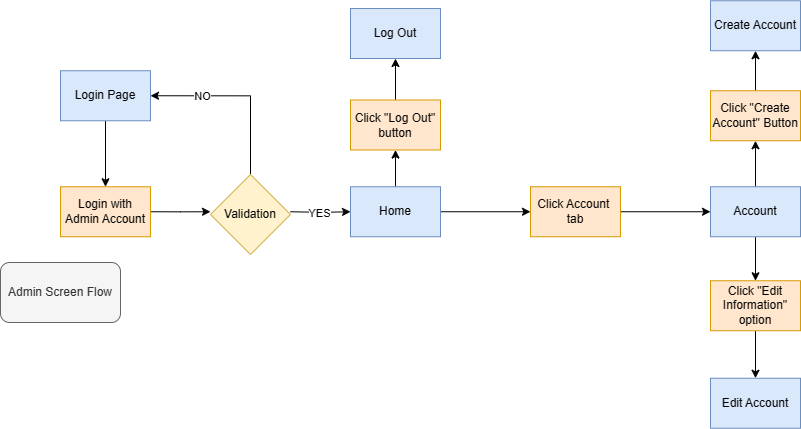 Create Account
Log Out
Login Page
NO
Click "Log Out"
button
Click "Create
Account" Button
Login with
Admin Account
Validation
YES
Home
Click Account
tab
Account
Admin Screen Flow
Click "Edit
Information"
option
Edit Account